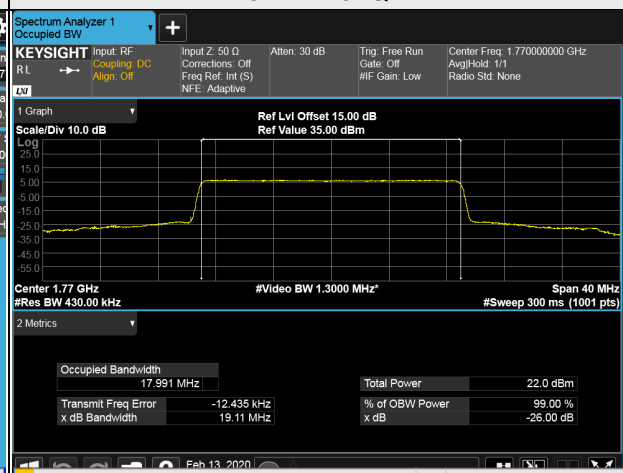 Spectrum Analyzer 1
Occupied BW
KEYSIGHT
R L
LXI
Input: RF
Coupling: DC
Align: Off
Input Z: 50 Ω
Corrections: Off
Freq Ref: Int (S)
NFE: Adaptive
Atten: 30 dB
Trig: Free Run
Gate: Off
#IF Gain: Low
Center Freq: 1.770000000 GHz
Avg|Hold: 1/1
Radio Std: None
1 Graph
Scale/Div 10.0 dB
Ref Lvl Offset 15.00 dB
Ref Value 35.00 dBm
Log
25.0
15.0
5.00
-5.00
-15.0
-25.0
-35.0
-45.0
-55.0
Center 1.77 GHz
#Video BW 1.3000 MHz*
Span 40 MHz
#Res BW 430.00 kHz
#Sweep 300 ms (1001 pts)
2 Metrics
Occupied Bandwidth
17.991 MHz
Total Power 22.0 dBm
Transmit Freq Error -12.435 kHz
% of OBW Power 99.00 %
x dB Bandwidth 19.11 MHz
x dB -26.00 dB
Feb 13, 2020